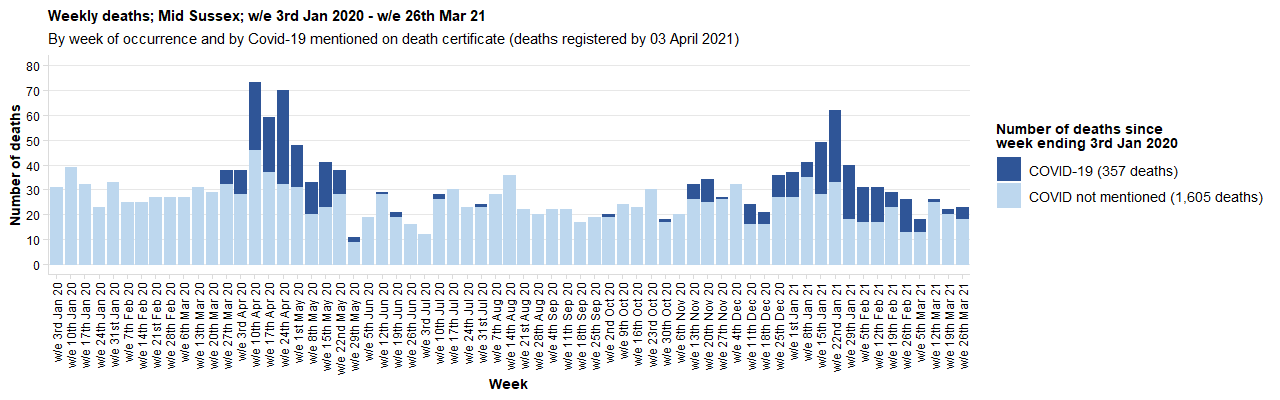 Weekly deaths; Mid Sussex; w/e 3rd Jan 2020 - w/e 26th Mar 21
By week of occurrence and by Covid-19 mentioned on death certificate (deaths registered by 03 April 2021)
Number of deaths
80
70
60
50
40
30
20
10
0
w/e 3rd Jan 20
w/e 10th Jan 20
w/e 17th Jan 20
w/e 24th Jan 20
w/e 31st Jan 20
w/e 7th Feb 20
w/e 14th Feb 20
w/e 21st Feb 20
w/e 28th Feb 20
w/e 6th Mar 20
w/e 13th Mar 20
w/e 20th Mar 20
w/e 27th Mar 20
w/e 3rd Apr 20
w/e 10th Apr 20
w/e 17th Apr 20
w/e 24th Apr 20
w/e 1st May 20
w/e 8th May 20
w/e 15th May 20
w/e 22nd May 20
w/e 29th May 20
w/e 5th Jun 20
w/e 12th Jun 20
w/e 19th Jun 20
w/e 26th Jun 20
w/e 3rd Jul 20
w/e 10th Jul 20
w/e 17th Jul 20
w/e 24th Jul 20
w/e 31st Jul 20
w/e 7th Aug 20
w/e 14th Aug 20
w/e 21st Aug 20
w/e 28th Aug 20
w/e 4th Sep 20
w/e 11th Sep 20
w/e 18th Sep 20
w/e 25th Sep 20
w/e 2nd Oct 20
w/e 9th Oct 20
w/e 16th Oct 20
w/e 23rd Oct 20
w/e 30th Oct 20
w/e 6th Nov 20
w/e 13th Nov 20
w/e 20th Nov 20
w/e 27th Nov 20
w/e 4th Dec 20
w/e 11th Dec 20
w/e 18th Dec 20
w/e 25th Dec 20
w/e 1st Jan 21
w/e 8th Jan 21
w/e 15th Jan 21
w/e 22nd Jan 21
w/e 29th Jan 21
w/e 5th Feb 21
w/e 12th Feb 21
w/e 19th Feb 21
w/e 26th Feb 21
w/e 5th Mar 21
w/e 12th Mar 21
w/e 19th Mar 21
w/e 26th Mar 21
Week
Number of deaths since
week ending 3rd Jan 2020
COVID-19 (357 deaths)
COVID not mentioned (1,605 deaths)